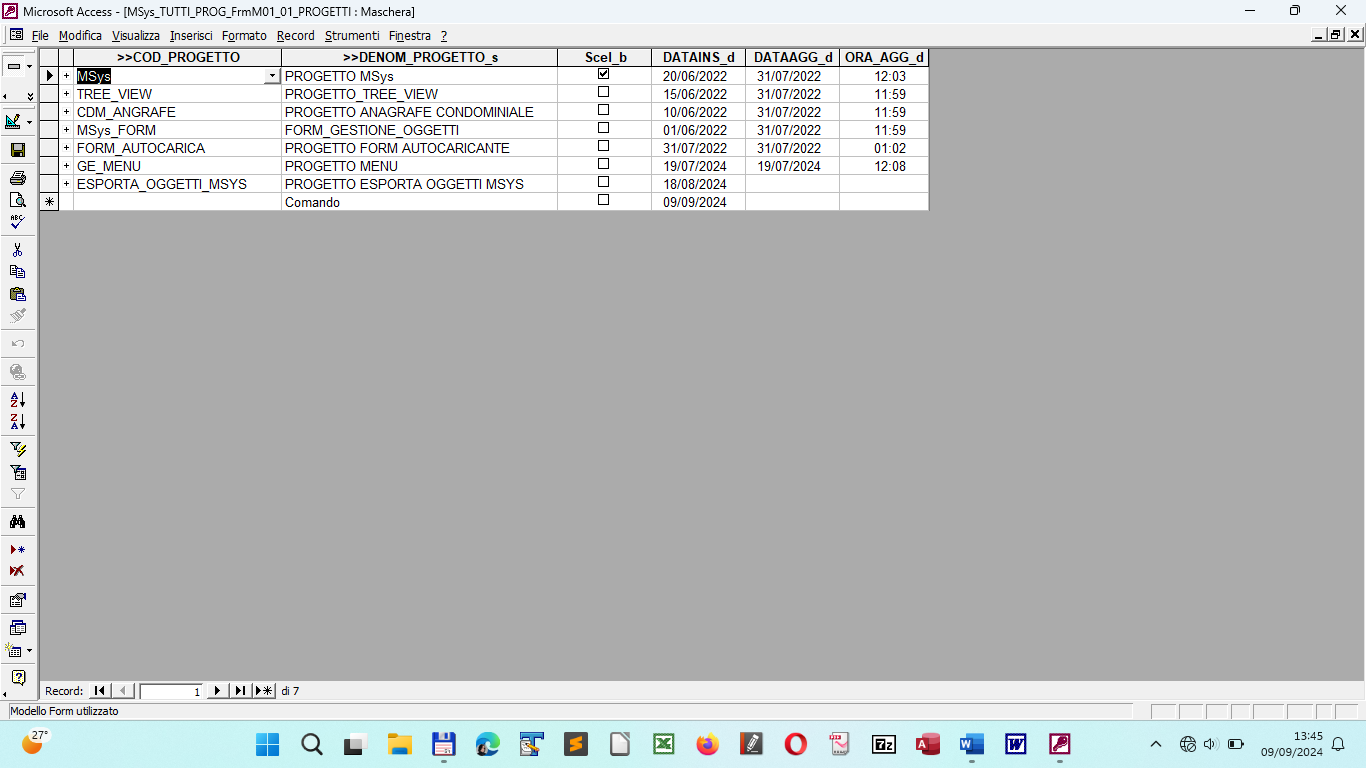 Microsoft Access - [MSys_TUTTI_PROG_FrmM01_01_PROGETTI : Maschera]
File Modifica Visualizza Inserisci Formato Record Strumenti Finestra ?
>>COD_PROGETTO >>DENOM_PROGETTO_s Scel_b DATAINS_d DATAAGG_d ORA_AGG_d
+ MSys PROGETTO MSys 20/06/2022 31/07/2022 12:03
+ TREE_VIEW PROGETTO_TREE_VIEW 15/06/2022 31/07/2022 11:59
+ CDM_ANGRAFE PROGETTO ANAGRAFE CONDOMINIALE 10/06/2022 31/07/2022 11:59
+ MSys_FORM FORM_GESTIONE_OGGETTI 01/06/2022 31/07/2022 11:59
+ FORM_AUTOCARICA PROGETTO FORM AUTOCARICANTE 31/07/2022 31/07/2022 01:02
+ GE_MENU PROGETTO MENU 19/07/2024 19/07/2024 12:08
+ ESPORTA_OGGETTI_MSYS PROGETTO ESPORTA OGGETTI MSYS 18/08/2024
Comando 09/09/2024
Record: 1 di 7
Modello Form utilizzato
27°
13:45
09/09/2024